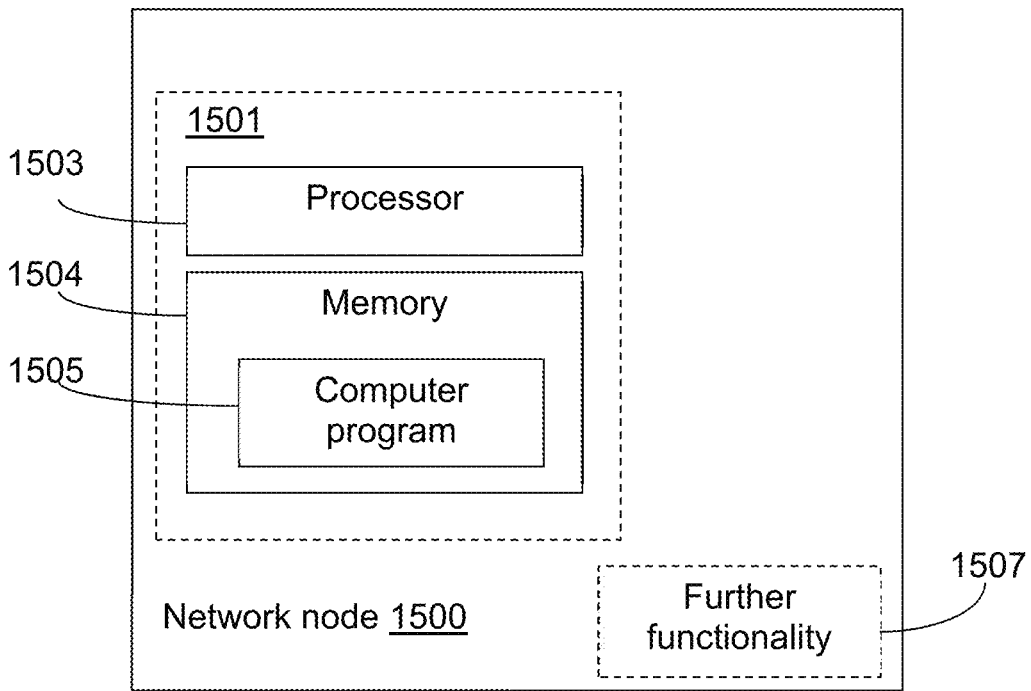 1501
1503
Processor
1504
Memory
1505
Computer
program
1507
Further
functionality
Network node 1500